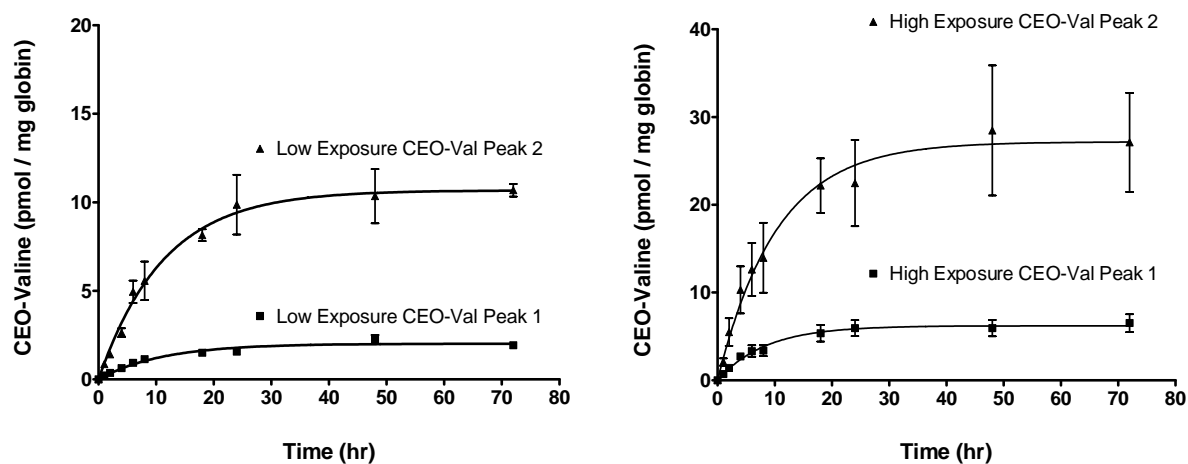 CEO-Valine (pmol / mg globin)
20
15
10
5
0
Low Exposure CEO-Val Peak 2
Low Exposure CEO-Val Peak 1
0 10 20 30 40 50 60 70 80
Time (hr)
CEO-Valine (pmol / mg globin)
High Exposure CEO-Val Peak 2
40
30
20
10
0
High Exposure CEO-Val Peak 1
0 10 20 30 40 50 60 70 80
Time (hr)